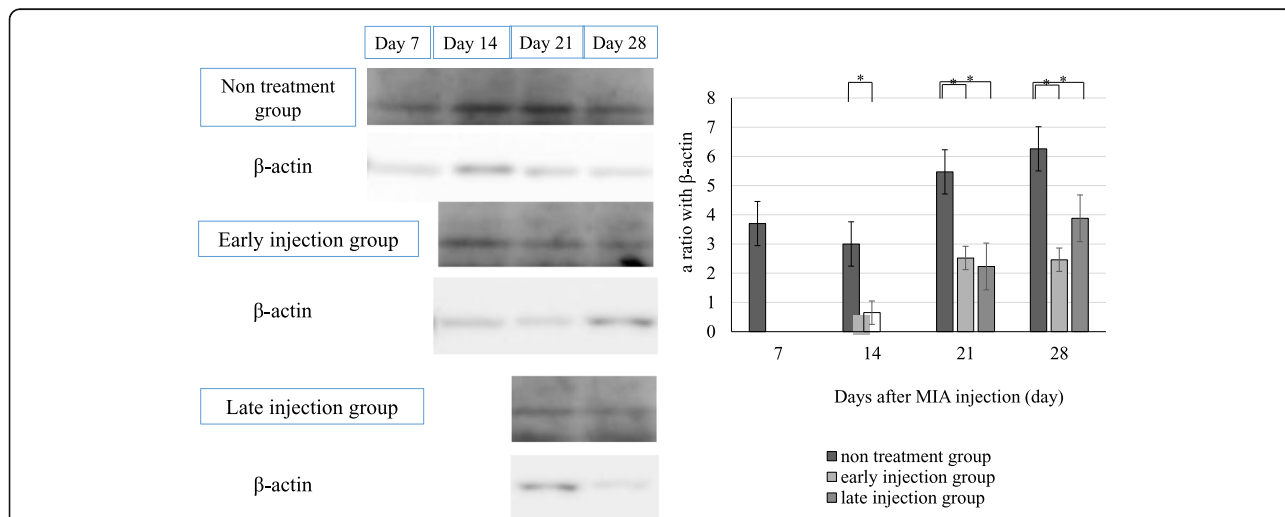 Day 7
Day 14
Day 21
Day 28
Non treatment
group
β-actin
Early injection group
β-actin
Late injection group
β-actin
*
* *
* *
a ratio with β-actin
8
7
6
5
4
3
2
1
0
7
14
21
28
Days after MIA injection (day)
non treatment group
early injection group
late injection group